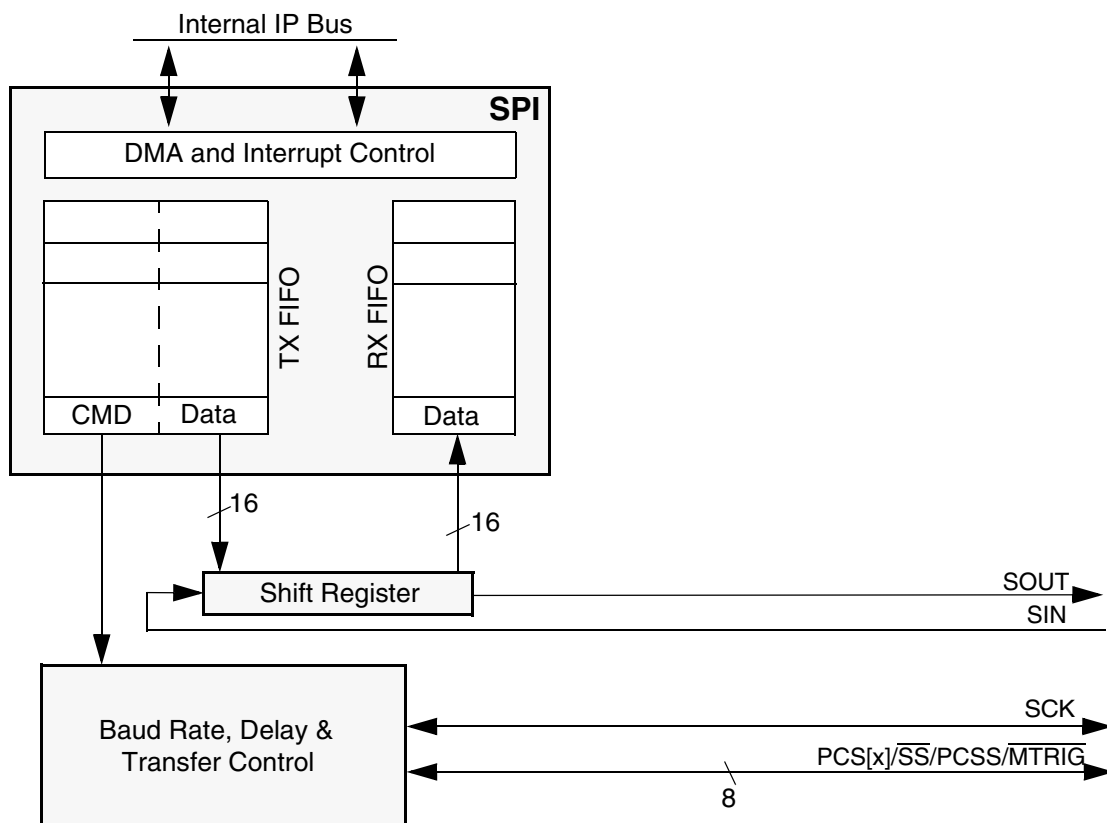 Internal IP Bus
SPI
DMA and Interrupt Control
TX FIFO
RX FIFO
CMD
Data
Data
16
16
Shift Register
SOUT
SIN
Baud Rate, Delay &
Transfer Control
SCK
PCS[x]/SS/PCSS/MTRIG
8